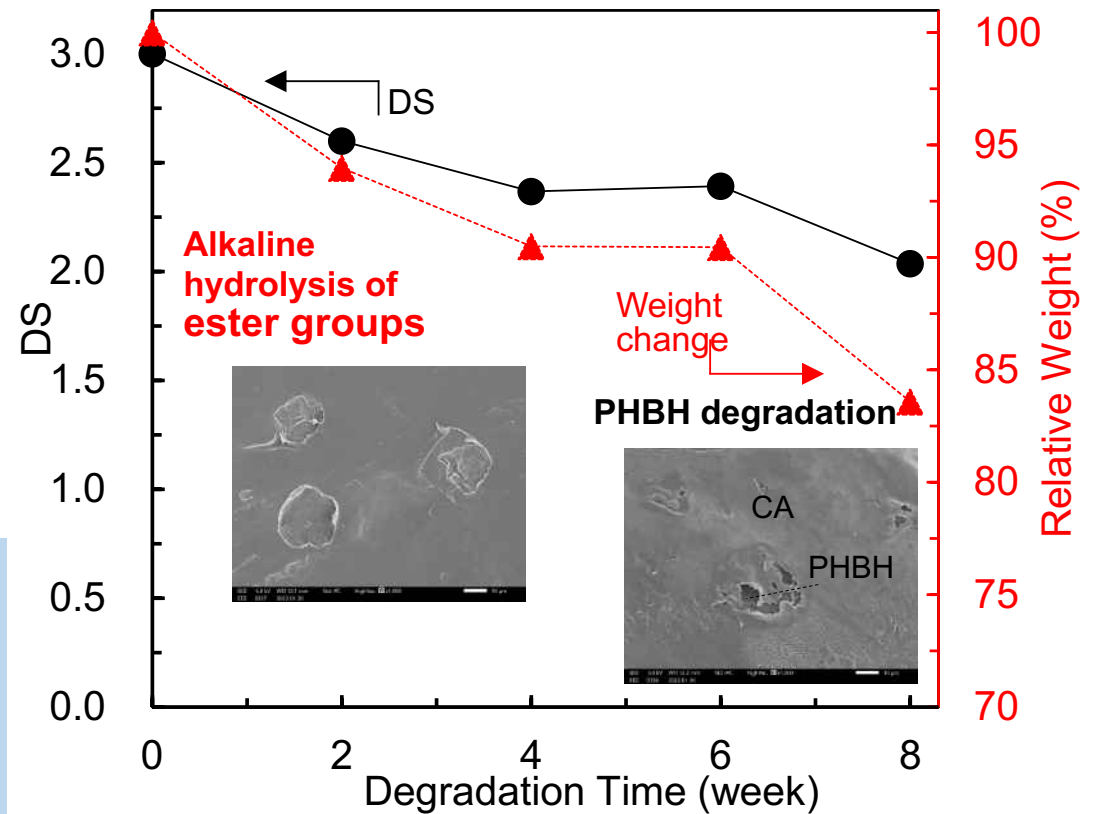 3.0
2.5
2.0
1.5
1.0
0.5
0.0
DS
100
95
90
85
80
75
70
Relative Weight (%)
0
2
4
6
8
Degradation Time (week)
DS
Alkaline
hydrolysis of
ester groups
Weight
change
PHBH degradation
CA
PHBH